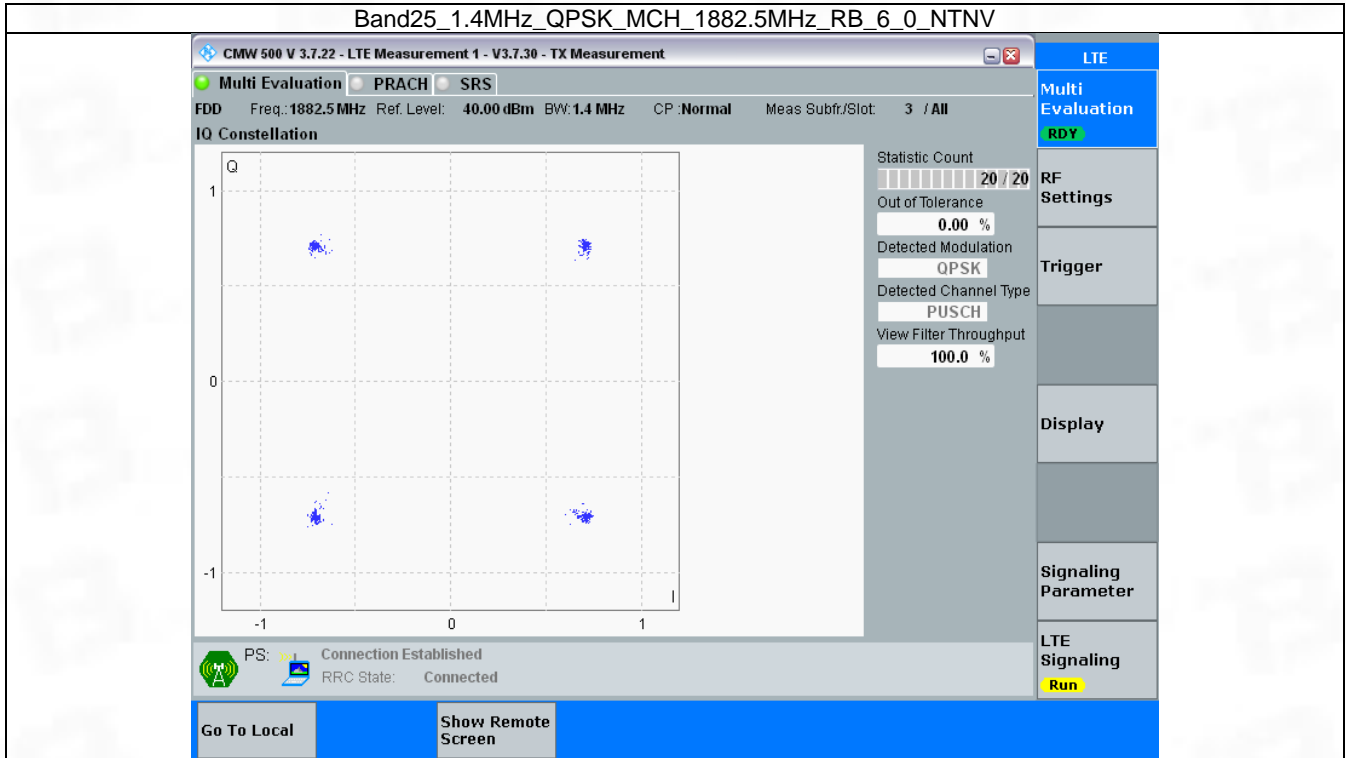 Band25_1.4MHz_QPSK_MCH_1882.5MHz_RB_6_0_NTNV
CMW 500 V 3.7.22 - LTE Measurement 1 - V3.7.30 - TX Measurement
LTE
Multi Evaluation PRACH SRS
FDD Freq.: 1882.5 MHz Ref. Level: 40.00 dBm BW: 1.4 MHz CP : Normal Meas Subfr./Slot: 3 / All
IQ Constellation
Q
1
0
-1
I
-1 0 1
Statistic Count
20 / 20
Out of Tolerance
0.00 %
Detected Modulation
QPSK
Detected Channel Type
PUSCH
View Filter Throughput
100.0 %
Multi
Evaluation
RDY
RF
Settings
Trigger
Display
Signaling
Parameter
LTE
Signaling
Run
PS: Connection Established
RRC State: Connected
Go To Local
Show Remote
Screen